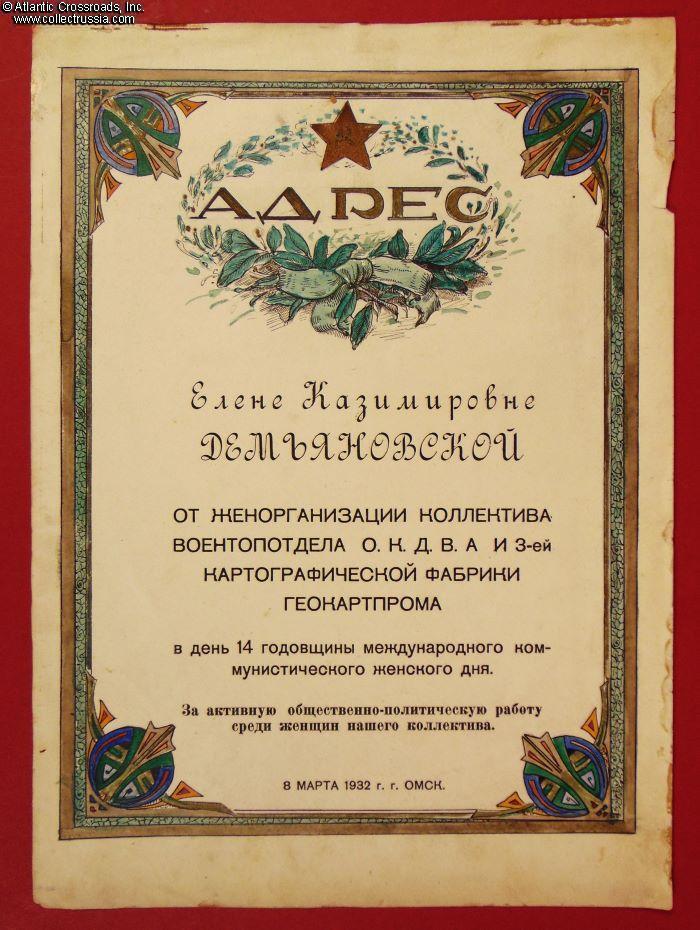 © Atlantic Crossroads, Inc.
www.collectrussia.com
АДРЕС
Елене Казимировне
ДЕМЬЯНОВСКОЙ
ОТ ЖЕНОРГАНИЗАЦИИ КОЛЛЕКТИВА
ВОЕНТОПОТДЕЛА О. К. Д. В. А И 3-ей
КАРТОГРАФИЧЕСКОЙ ФАБРИКИ
ГЕОКАРТПРОМА
в день 14 годовщины международного ком-
мунистического женского дня.
За активную общественно-политическую работу
среди женщин нашего коллектива.
8 МАРТА 1932 г. г. ОМСК.